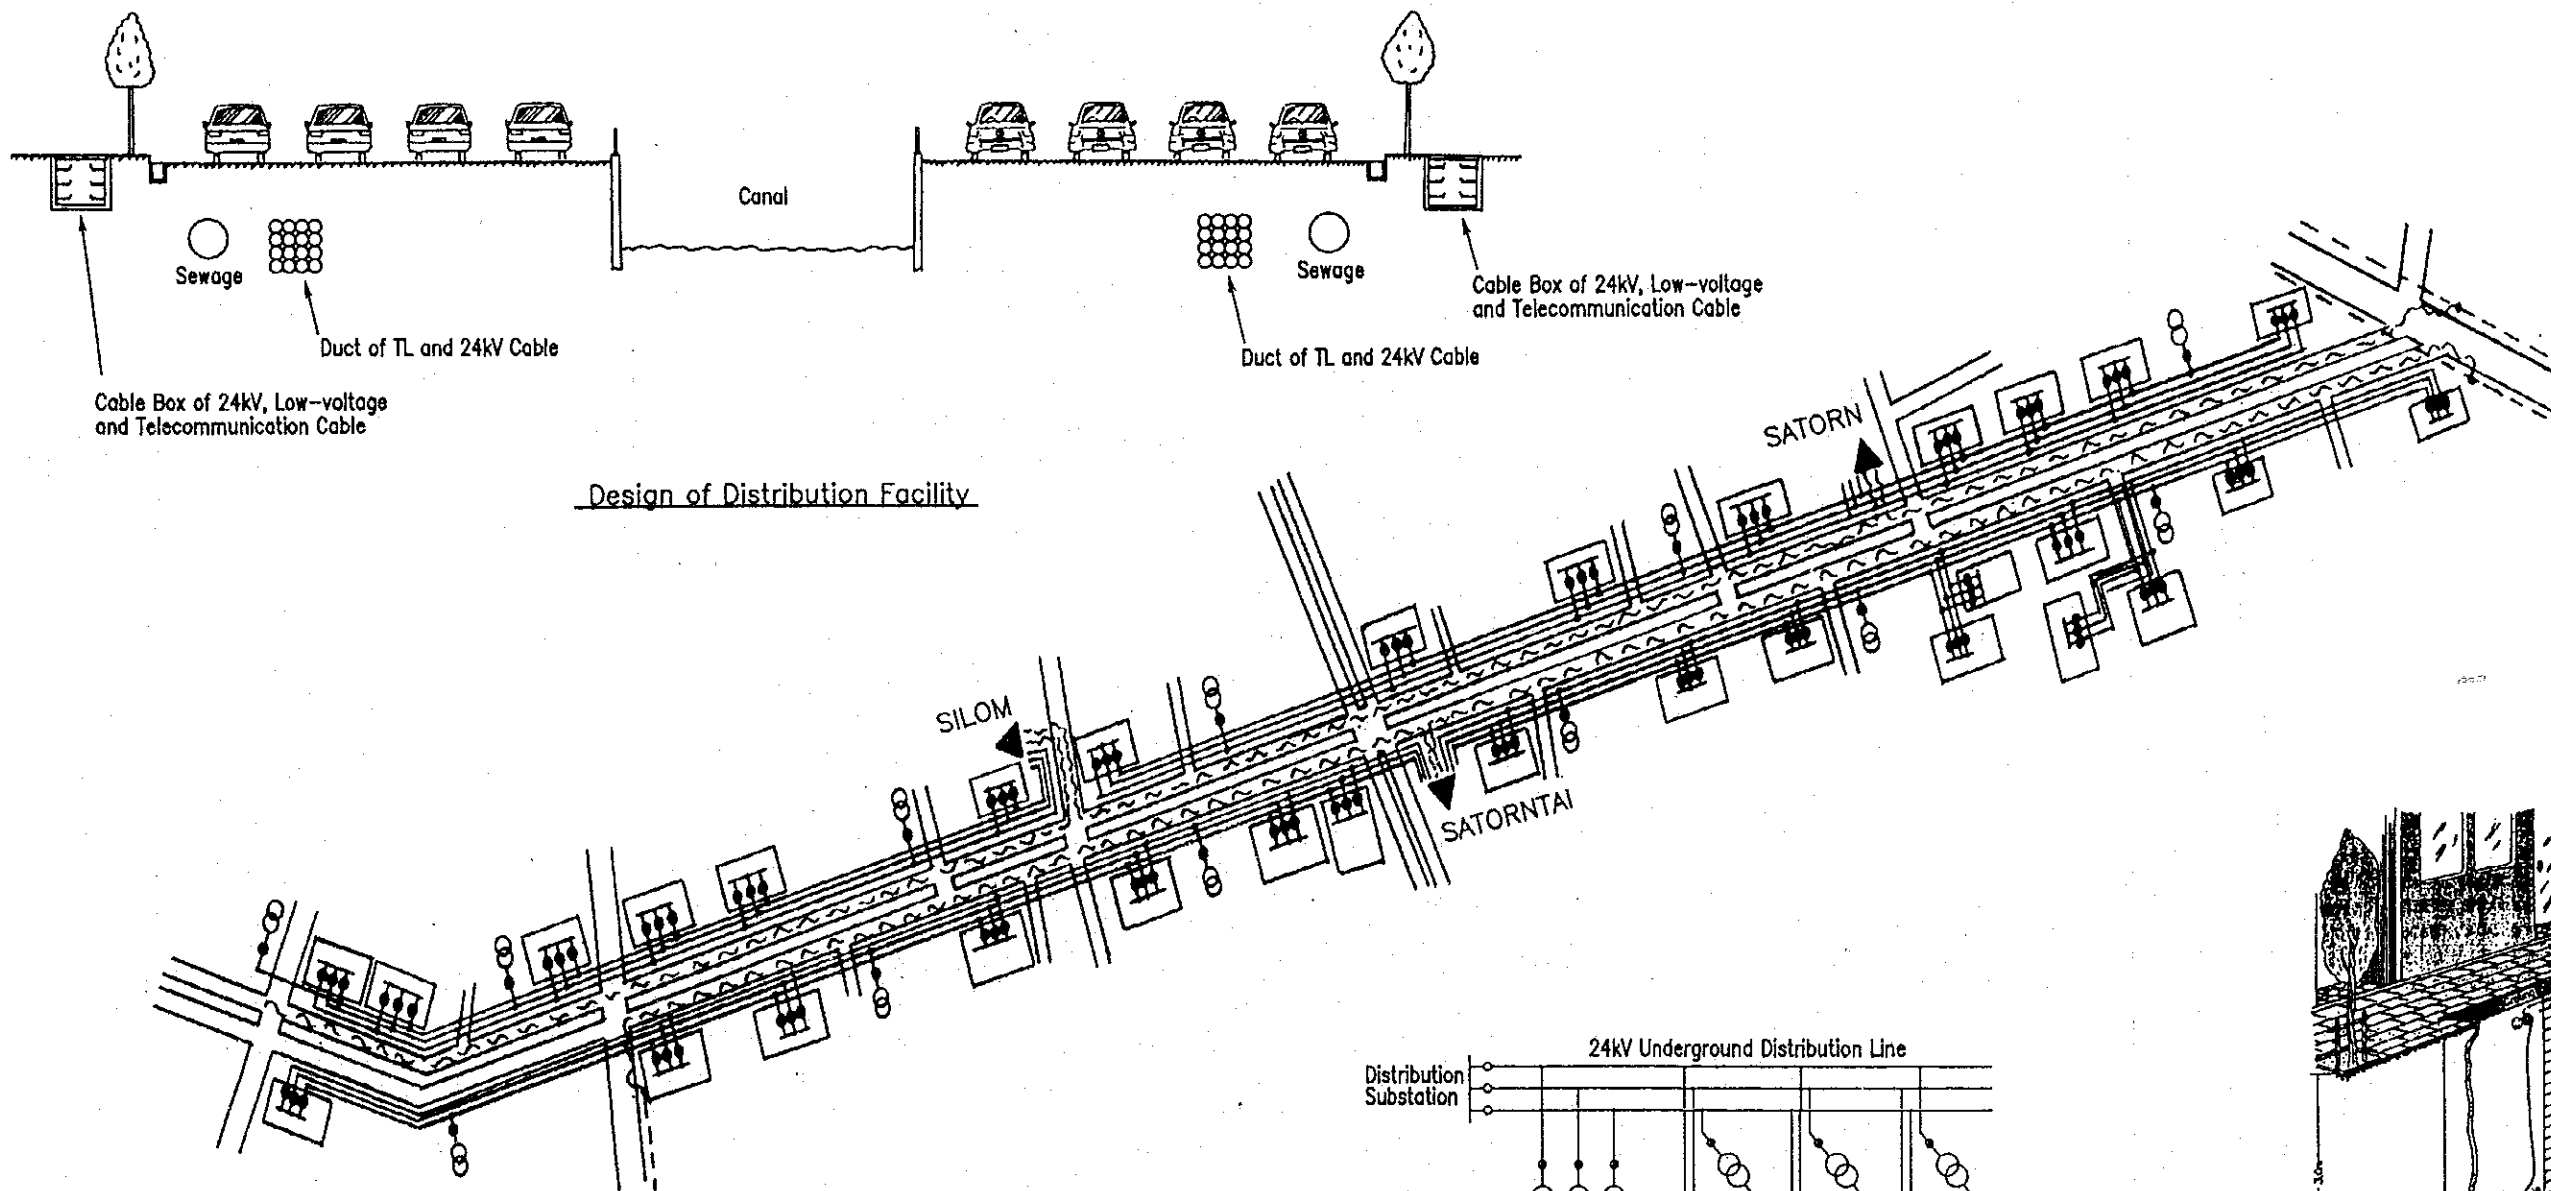 Canal
Sewage
Sewage
Duct of TL and 24kV Cable
Duct of TL and 24kV Cable
Cable Box of 24kV, Low-voltage
and Telecommunication Cable
Cable Box of 24kV, Low-voltage
and Telecommunication Cable
Design of Distribution Facility
SATORN
SILOM
SATORNTAI
24kV Underground Distribution Line
Distribution
Substation